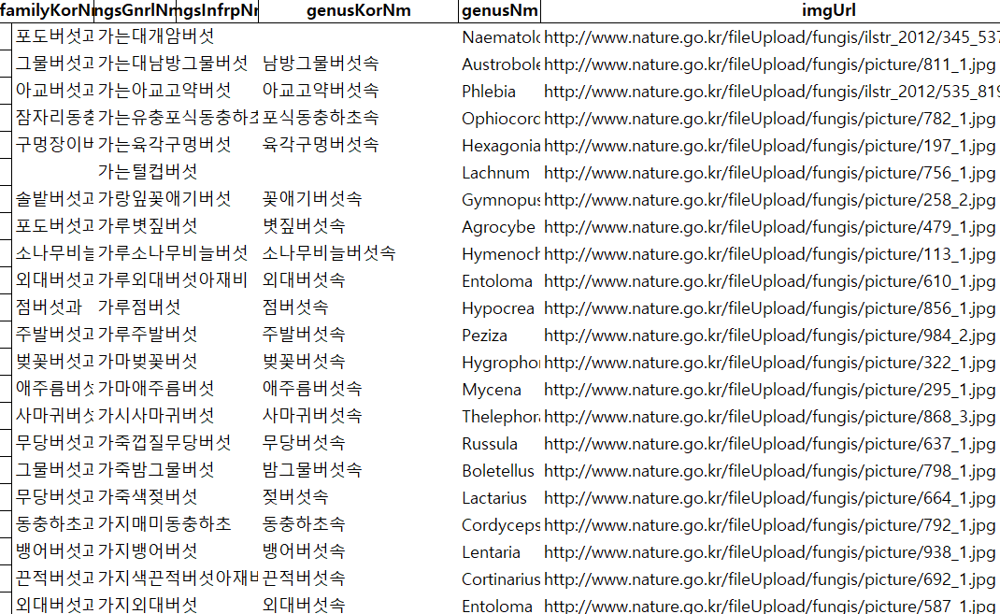 familyKorNm ngsGnrlNm ngsInfrpNm genusKorNm genusNm imgUrl
포도버섯과 가는대개암버섯 Naematolo http://www.nature.go.kr/fileUpload/fungis/ilstr_2012/345_537
그물버섯과 가는대남방그물버섯 남방그물버섯속 Austrobole http://www.nature.go.kr/fileUpload/fungis/picture/811_1.jpg
아교버섯과 가는아교고약버섯 아교고약버섯속 Phlebia http://www.nature.go.kr/fileUpload/fungis/ilstr_2012/535_819
잠자리동충 가는유충포식동충하초 포식동충하초속 Ophiocord http://www.nature.go.kr/fileUpload/fungis/picture/782_1.jpg
구멍장이버 가는육각구멍버섯 육각구멍버섯속 Hexagonia http://www.nature.go.kr/fileUpload/fungis/picture/197_1.jpg
가는털컵버섯 Lachnum http://www.nature.go.kr/fileUpload/fungis/picture/756_1.jpg
솔밭버섯과 가랑잎꽃애기버섯 꽃애기버섯속 Gymnopus http://www.nature.go.kr/fileUpload/fungis/picture/258_2.jpg
포도버섯과 가루볏짚버섯 볏짚버섯속 Agrocybe http://www.nature.go.kr/fileUpload/fungis/picture/479_1.jpg
소나무비늘 가루소나무비늘버섯 소나무비늘버섯속 Hymenoch http://www.nature.go.kr/fileUpload/fungis/picture/113_1.jpg
외대버섯과 가루외대버섯아재비 외대버섯속 Entoloma http://www.nature.go.kr/fileUpload/fungis/picture/610_1.jpg
점버섯과 가루점버섯 점버섯속 Hypocrea http://www.nature.go.kr/fileUpload/fungis/picture/856_1.jpg
주발버섯과 가루주발버섯 주발버섯속 Peziza http://www.nature.go.kr/fileUpload/fungis/picture/984_2.jpg
벚꽃버섯과 가마벚꽃버섯 벚꽃버섯속 Hygrophor http://www.nature.go.kr/fileUpload/fungis/picture/322_1.jpg
애주름버섯 가마애주름버섯 애주름버섯속 Mycena http://www.nature.go.kr/fileUpload/fungis/picture/295_1.jpg
사마귀버섯 가시사마귀버섯 사마귀버섯속 Thelephora http://www.nature.go.kr/fileUpload/fungis/picture/868_3.jpg
무당버섯과 가죽껍질무당버섯 무당버섯속 Russula http://www.nature.go.kr/fileUpload/fungis/picture/637_1.jpg
그물버섯과 가죽밤그물버섯 밤그물버섯속 Boletellus http://www.nature.go.kr/fileUpload/fungis/picture/798_1.jpg
무당버섯과 가죽색젖버섯 젖버섯속 Lactarius http://www.nature.go.kr/fileUpload/fungis/picture/664_1.jpg
동충하초과 가지매미동충하초 동충하초속 Cordyceps http://www.nature.go.kr/fileUpload/fungis/picture/792_1.jpg
뱅어버섯과 가지뱅어버섯 뱅어버섯속 Lentaria http://www.nature.go.kr/fileUpload/fungis/picture/938_1.jpg
끈적버섯과 가지색끈적버섯아재비 끈적버섯속 Cortinarius http://www.nature.go.kr/fileUpload/fungis/picture/692_1.jpg
외대버섯과 가지외대버섯 외대버섯속 Entoloma http://www.nature.go.kr/fileUpload/fungis/picture/587_1.jpg